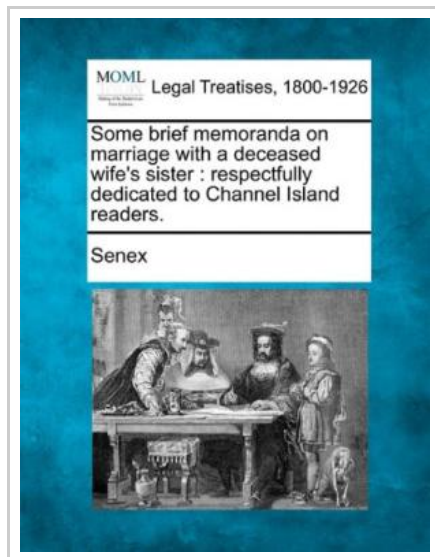 MOML
Legal Treatises, 1800-1926
Some brief memoranda on
marriage with a deceased
wife's sister : respectfully
dedicated to Channel Island
readers.
Senex